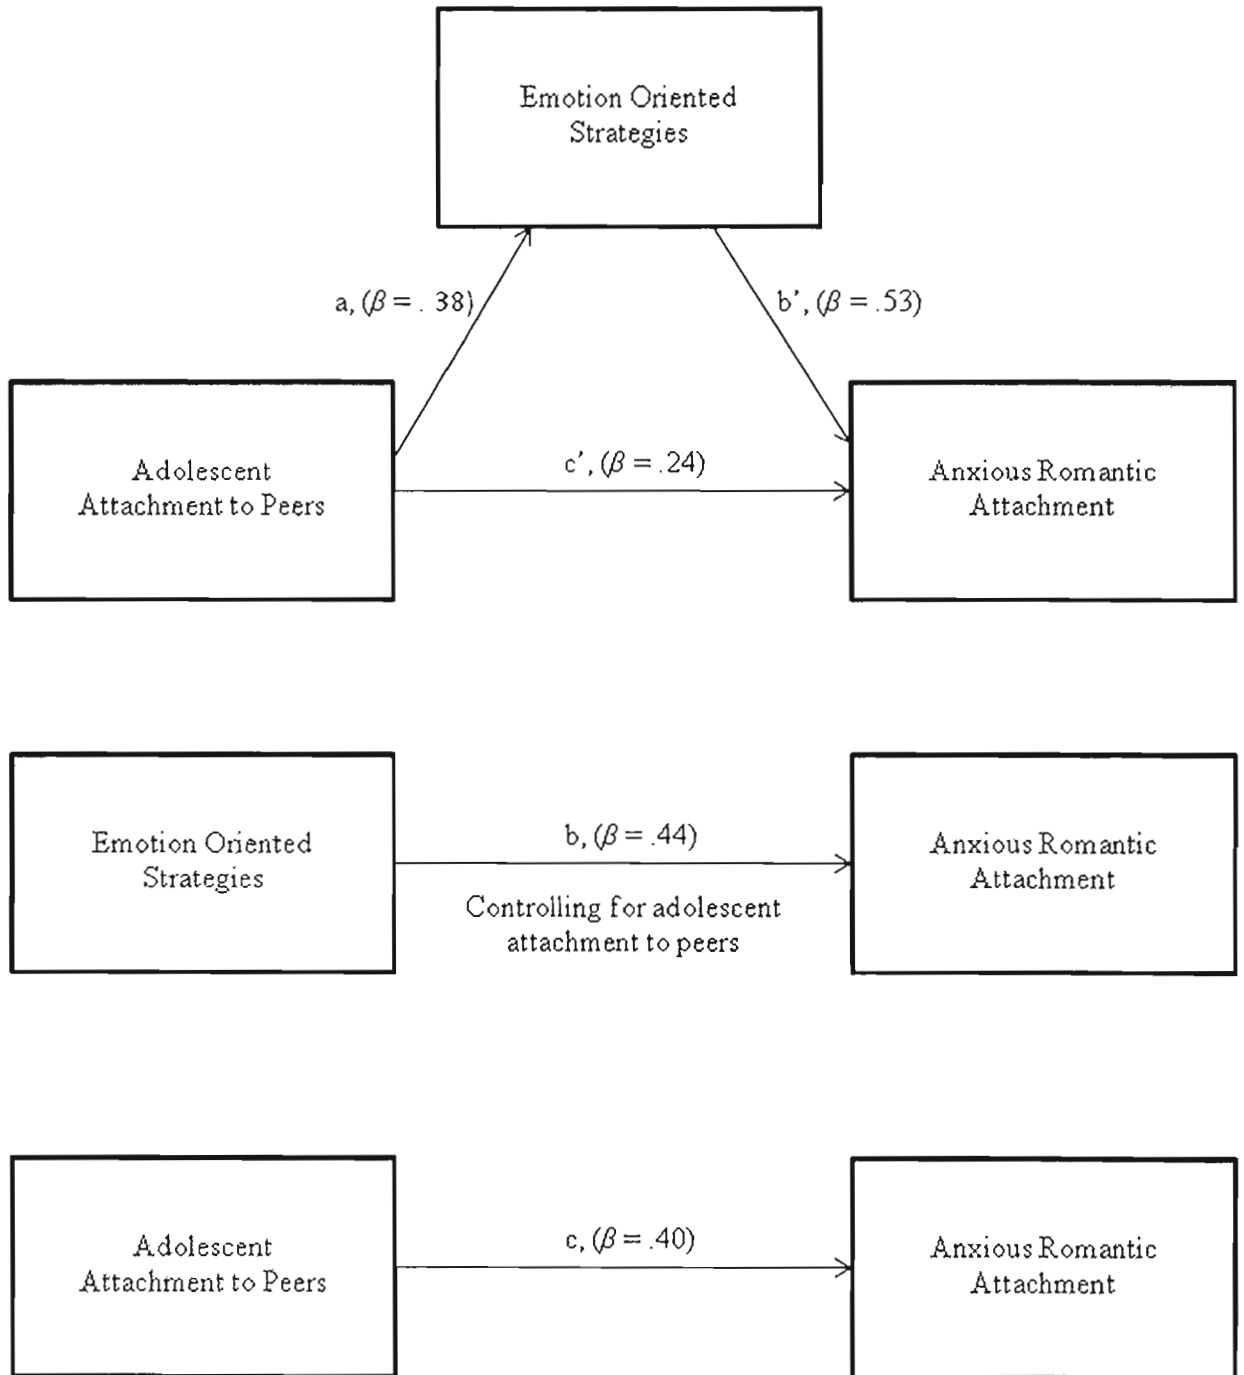 Emotion Oriented
Strategies
a, (β = . 38)
b’, (β = .53)
Adolescent
Attachment to Peers
c’, (β = .24)
Anxious Romantic
Attachment
Emotion Oriented
Strategies
b, (β = .44)
Controlling for adolescent
attachment to peers
Anxious Romantic
Attachment
Adolescent
Attachment to Peers
c, (β = .40)
Anxious Romantic
Attachment